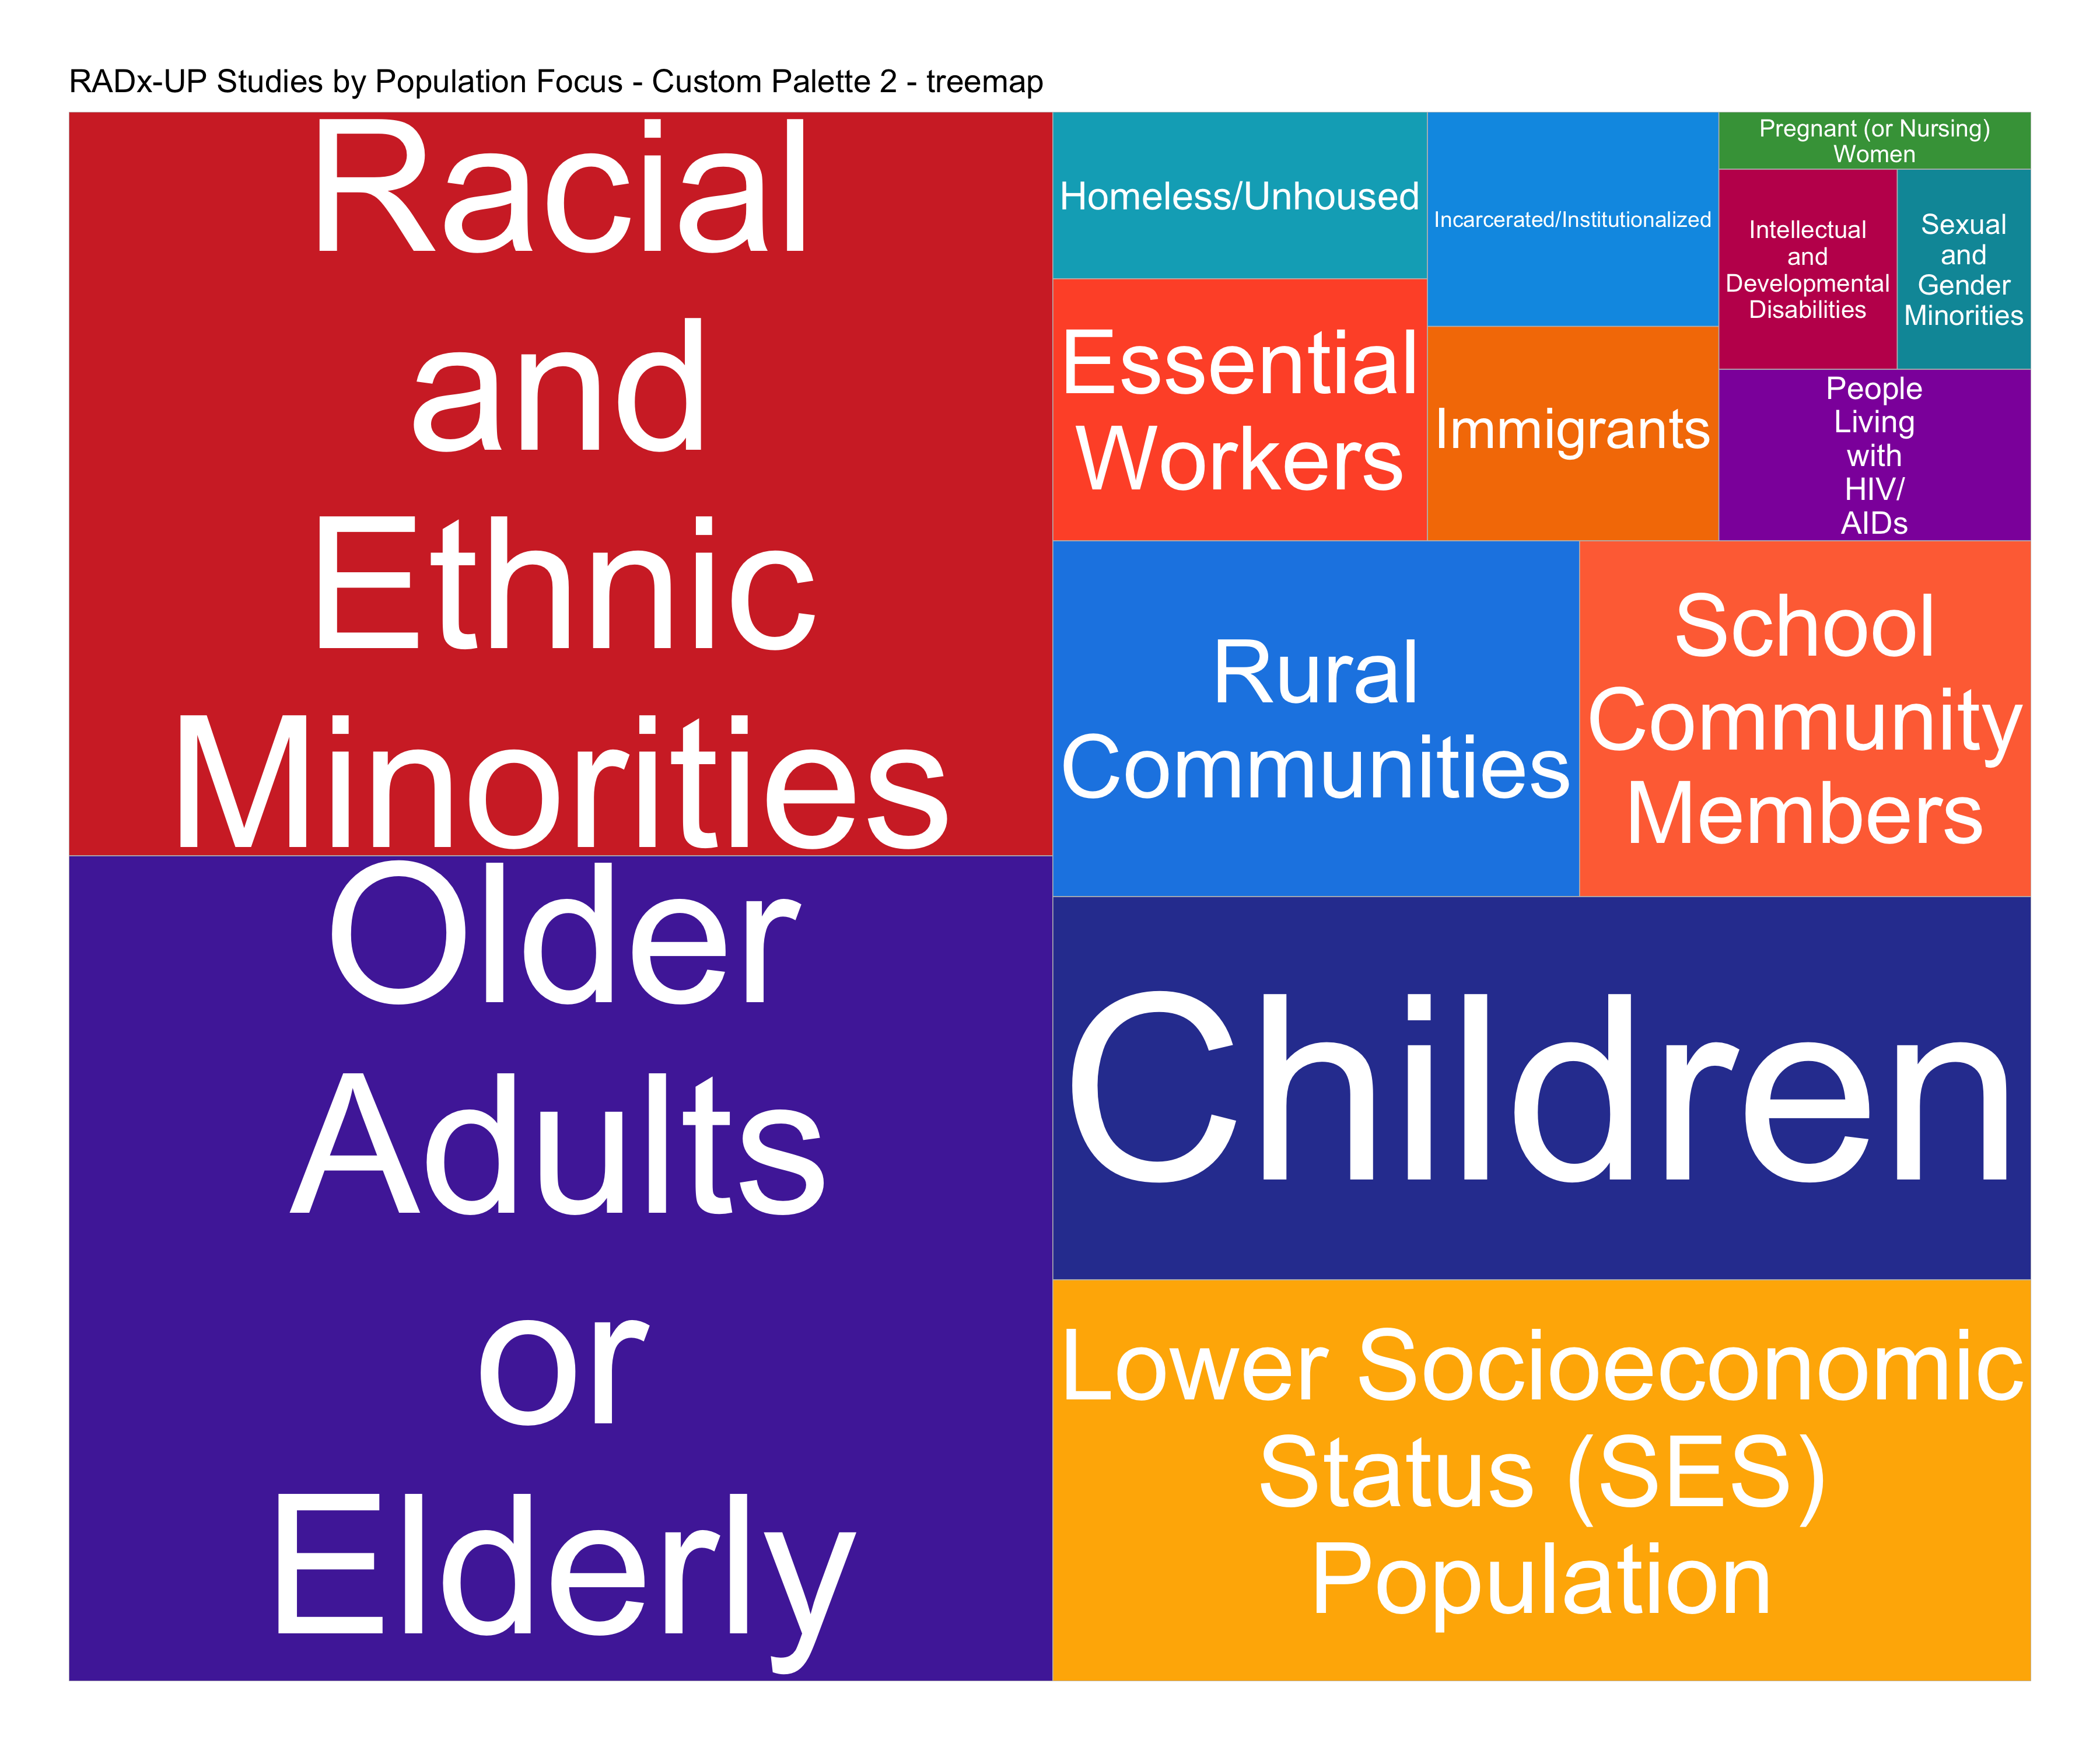 RADx-UP Studies by Population Focus - Custom Palette 2 - treemap
Racial
and
Ethnic
Minorities
Older
Adults
or
Elderly
Homeless/Unhoused
Essential
Workers
Incarcerated/Institutionalized
Immigrants
Pregnant (or Nursing)
Women
Intellectual
and
Developmental
Disabilities
Sexual
and
Gender
Minorities
People
Living
with
HIV/
AIDs
Rural
Communities
School
Community
Members
Children
Lower Socioeconomic
Status (SES)
Population